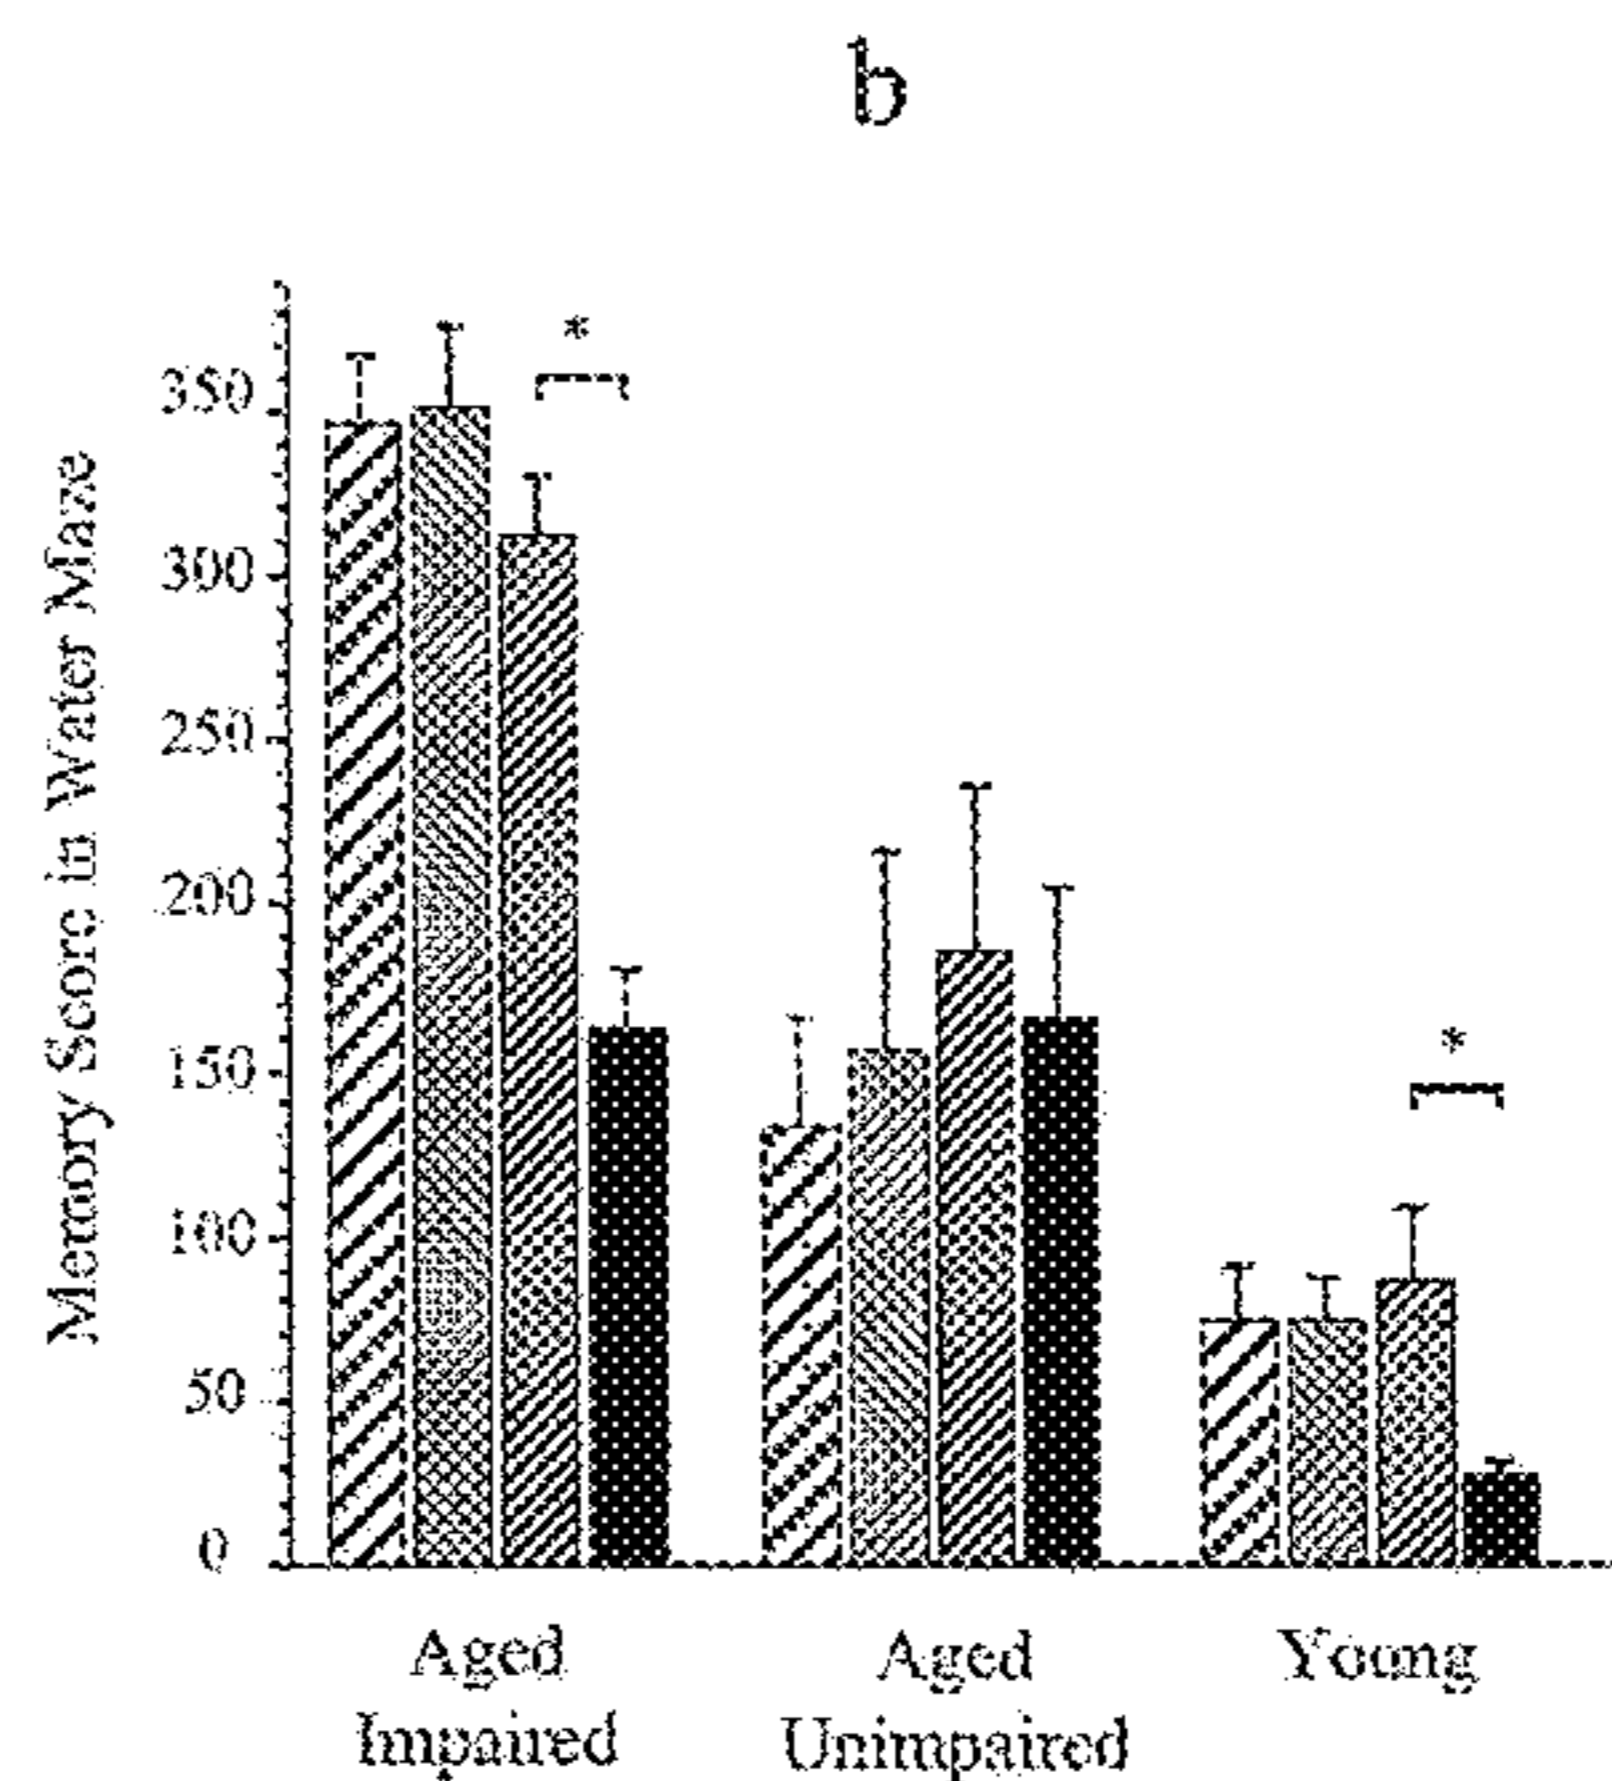 b
Memory Score in Water Maze
350
300
250
200
150
100
50
0
*
*
Aged
Impaired
Aged
Unimpaired
Young